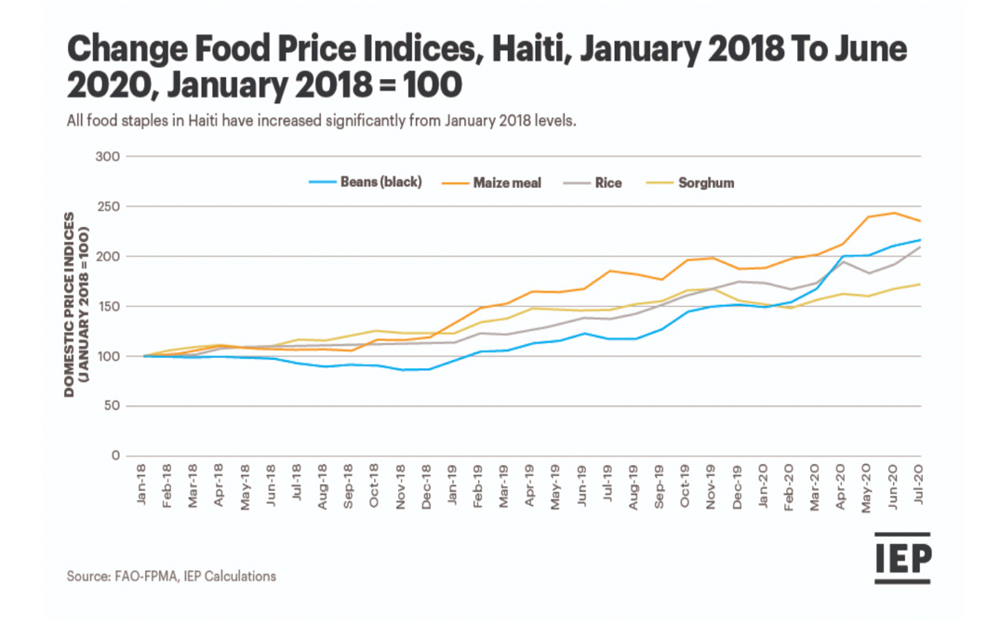 Change Food Price Indices, Haiti, January 2018 To June
2020, January 2018 = 100
All food staples in Haiti have increased significantly from January 2018 levels.
300
Beans (black) Maize meal Rice Sorghum
250
200
150
100
50
0
DOMESTIC PRICE INDICES
(JANUARY 2018 =100)
Jan-18
Feb-18
Mar-18
Apr-18
May-18
Jun-18
Jul-18
Aug-18
Sep-18
Oct-18
Nov-18
Dec-18
Jan-19
Feb-19
Mar-19
Apr-19
May-19
Jun-19
Jul-19
Aug-19
Sep-19
Oct-19
Nov-19
Dec-19
Jan-20
Feb-20
Mar-20
Apr-20
May-20
Jun-20
Jul-20
IEP
Source: FAO-FPMA, IEP Calculations